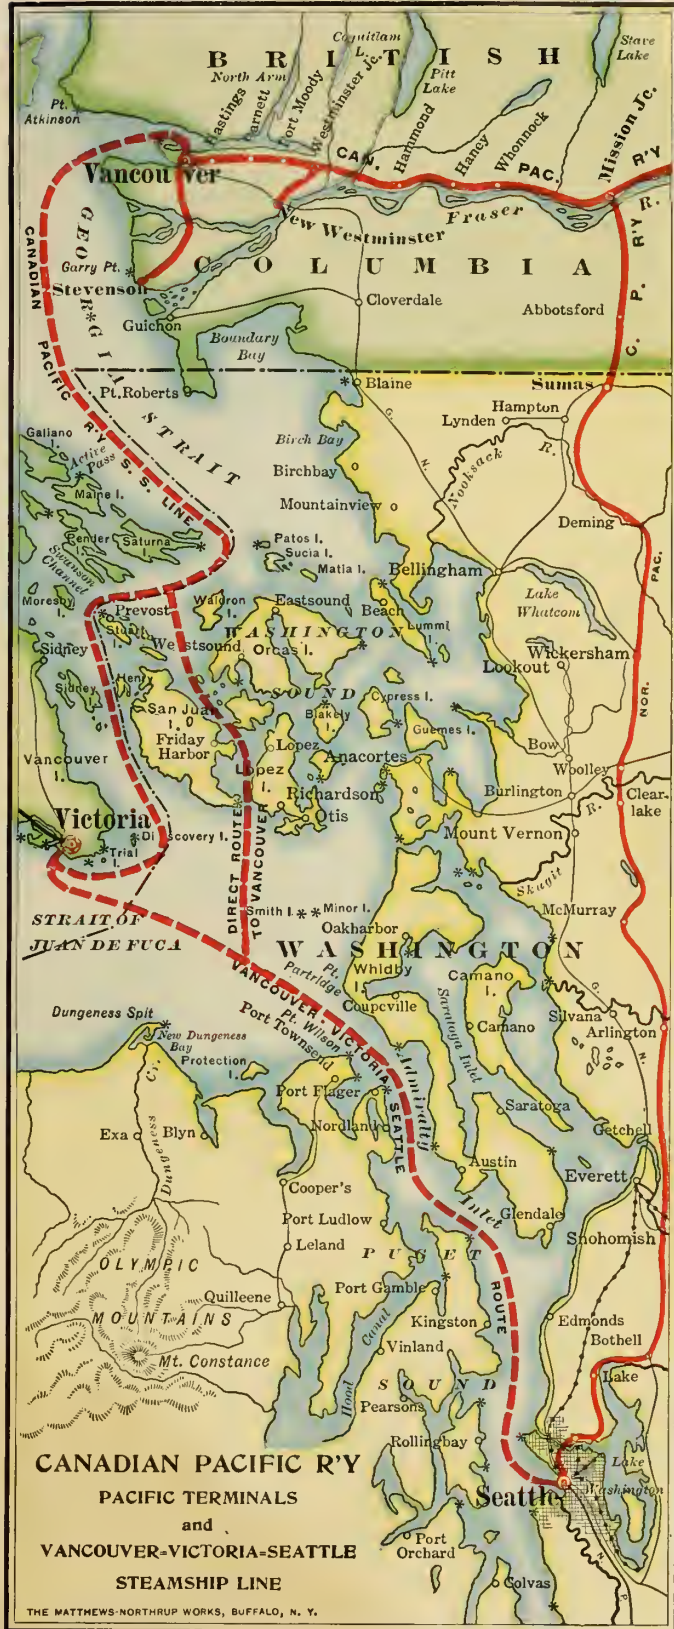 BRITISH
Coquitlam L.
Stave Lake
North Arm
Pitt Lake
Pt. Atkinson
Hastings
Barnett
Port Moody
Westminster Jc.
Hammond
Haney
Whonnock
Mission Jc.
CAN. PAC. R'Y
Vancouver
New Westminster
Fraser R.
GEORGIA STRAIT
CANADIAN PACIFIC R'Y S.S. LINE
Garry Pt.
Stevenson
COLUMBIA
C. P. R'Y
Cloverdale
Abbotsford
Guichon
Boundary Bay
Blaine
Sumas
Pt. Roberts
Hampton
Lynden
G. N.
Nooksack R.
Galiano I.
Active Pass
Birch Bay
Birchbay
Maine I.
Mountainview
Deming
Pender I.
Saturna I.
Swanson Channel
Patos I.
Sucia I.
Matia I.
Bellingham
NOR. PAC.
Moresby I.
Prevost
Waldron I.
Eastsound
Beach
Lake Whatcom
Stuart I.
WASHINGTON SOUND
Lummi I.
Sidney
Westsound
Orcas I.
Lookout
Wickersham
Sidney I.
Henry I.
San Juan I.
Cypress I.
Blakely I.
Guemes I.
Friday Harbor
Lopez
Vancouver I.
Anacortes
Bow
Woolley
Lopez I.
Richardson
Burlington
Clearlake
Otis
Victoria
Discovery I.
Mount Vernon
R.
Trial I.
DIRECT ROUTE TO VANCOUVER
Skagit
Smith I.
Minor I.
McMurray
STRAIT OF JUAN DE FUCA
Oakharbor
WASHINGTON
Pt. Partridge
Whidby I.
Camano I.
VANCOUVER-VICTORIA SEATTLE ROUTE
Coupeville
Dungeness Spit
Pt. Wilson
Port Townsend
Saratoga Inlet
G. N.
Silvana
Arlington
New Dungeness Bay
Protection I.
Camano
Admiralty Inlet
Port Flager
Nordland
Saratoga
Getchell
Exa
Blyn
Dungeness Cr.
Cooper's
Austin
Everett
Port Ludlow
Glendale
Snohomish
Leland
PUGET SOUND
OLYMPIC MOUNTAINS
Quilleene
Port Gamble
Kingston
Edmonds
Bothell
Hood Canal
Vinland
Lake
Mt. Constance
Pearsons
Rollingbay
CANADIAN PACIFIC R'Y
PACIFIC TERMINALS
and
VANCOUVER=VICTORIA=SEATTLE
STEAMSHIP LINE
Seattle
Lake Washington
Port Orchard
N. P.
Colvas
THE MATTHEWS-NORTHRUP WORKS, BUFFALO, N. Y.